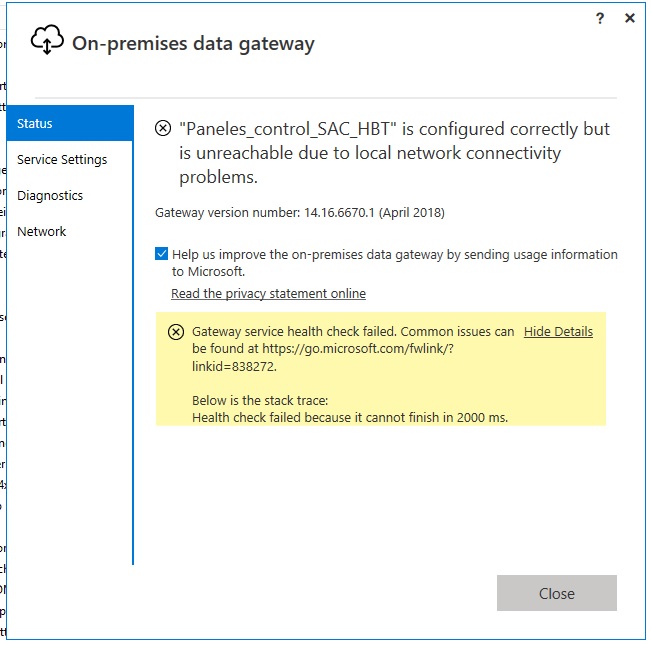 ? ×
On-premises data gateway
Status
Service Settings
Diagnostics
Network
"Paneles_control_SAC_HBT" is configured correctly but
is unreachable due to local network connectivity
problems.
Gateway version number: 14.16.6670.1 (April 2018)
Help us improve the on-premises data gateway by sending usage information
to Microsoft.
Read the privacy statement online
Gateway service health check failed. Common issues can Hide Details
be found at https://go.microsoft.com/fwlink/?
linkid=838272.
Below is the stack trace:
Health check failed because it cannot finish in 2000 ms.
Close